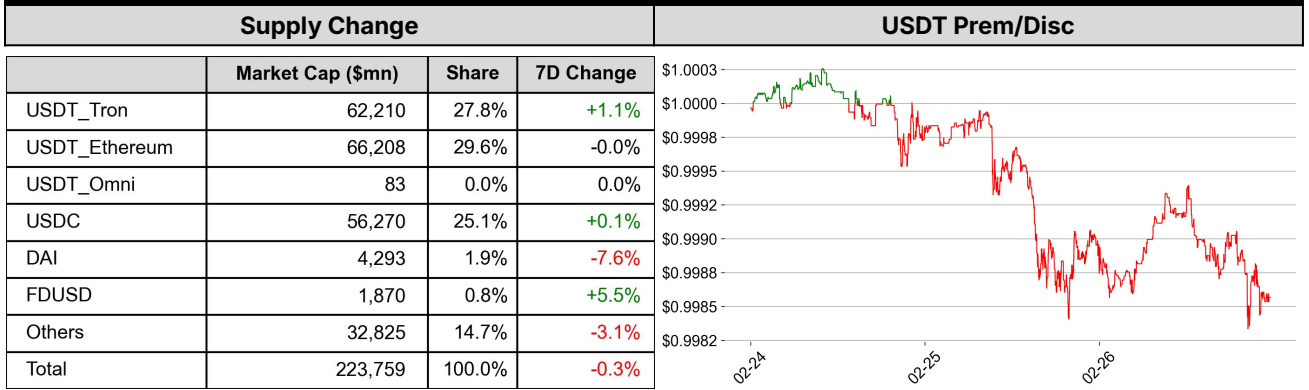 Supply Change
Market Cap ($mn) Share 7D Change
USDT_Tron 62,210 27.8% +1.1%
USDT_Ethereum 66,208 29.6% -0.0%
USDT_Omni 83 0.0% 0.0%
USDC 56,270 25.1% +0.1%
DAI 4,293 1.9% -7.6%
FDUSD 1,870 0.8% +5.5%
Others 32,825 14.7% -3.1%
Total 223,759 100.0% -0.3%
USDT Prem/Disc
$1.0003
$1.0000
$0.9998
$0.9995
$0.9992
$0.9990
$0.9988
$0.9985
$0.9982
02-24 02-25 02-26